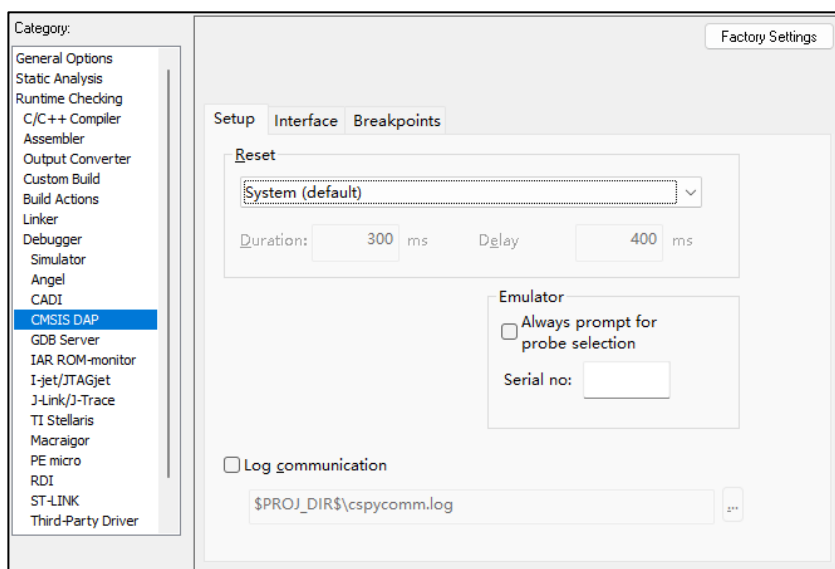 Category:
Factory Settings
General Options
Static Analysis
Runtime Checking
C/C++ Compiler
Assembler
Output Converter
Custom Build
Build Actions
Linker
Debugger
Simulator
Angel
CADI
CMSIS DAP
GDB Server
IAR ROM-monitor
I-jet/JTAGjet
J-Link/J-Trace
TI Stellaris
Macraigor
PE micro
RDI
ST-LINK
Third-Party Driver
Setup Interface Breakpoints
Reset
System (default)
Duration: 300 ms Delay 400 ms
Emulator
Always prompt for
probe selection
Serial no:
Log communication
$PROJ_DIR$\cspycomm.log
...